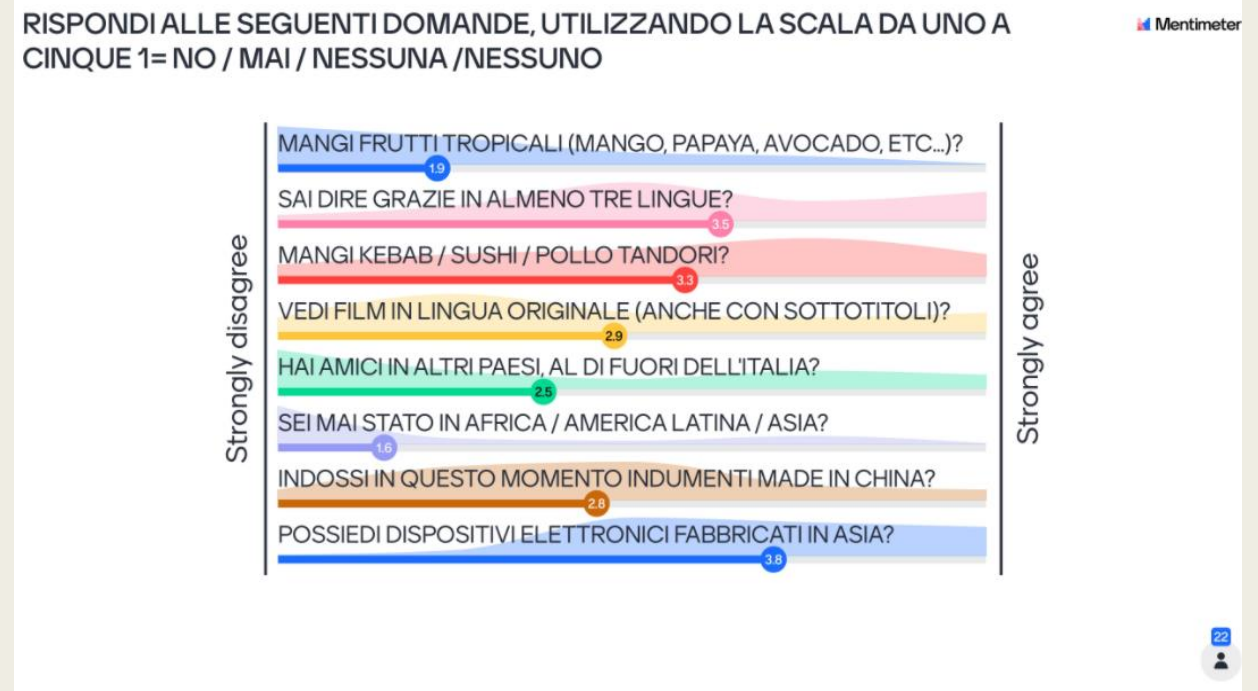 RISPONDI ALLE SEGUENTI DOMANDE, UTILIZZANDO LA SCALA DA UNO A
CINQUE 1= NO / MAI / NESSUNA /NESSUNO
Mentimeter
Strongly disagree
MANGI FRUTTI TROPICALI (MANGO, PAPAYA, AVOCADO, ETC...)?
1.9
SAI DIRE GRAZIE IN ALMENO TRE LINGUE?
3.5
MANGI KEBAB / SUSHI / POLLO TANDORI?
3.3
VEDI FILM IN LINGUA ORIGINALE (ANCHE CON SOTTOTITOLI)?
2.9
HAI AMICI IN ALTRI PAESI, AL DI FUORI DELL'ITALIA?
2.5
SEI MAI STATO IN AFRICA / AMERICA LATINA / ASIA?
1.6
INDOSSI IN QUESTO MOMENTO INDUMENTI MADE IN CHINA?
2.8
POSSIEDI DISPOSITIVI ELETTRONICI FABBRICATI IN ASIA?
3.8
Strongly agree
22